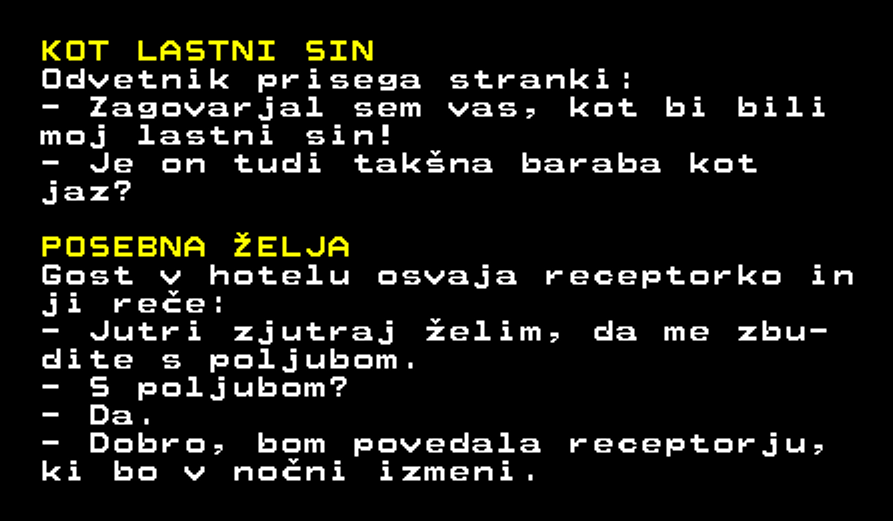 KOT LASTNI SIN
Odvetnik prisega stranki:
- Zagovarjal sem vas, kot bi bili
moj lastni sin!
- Je on tudi takšna baraba kot
jaz?
POSEBNA ŽELJA
Gost v hotelu osvaja receptorko in
ji reče:
- Jutri zjutraj želim, da me zbu-
dite s poljubom.
- S poljubom?
- Da.
- Dobro, bom povedala receptorju,
ki bo v nočni izmeni.